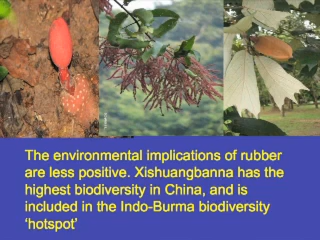 The environmental implications of rubber
are less positive. Xishuangbanna has the
highest biodiversity in China, and is
included in the Indo-Burma biodiversity
‘hotspot’